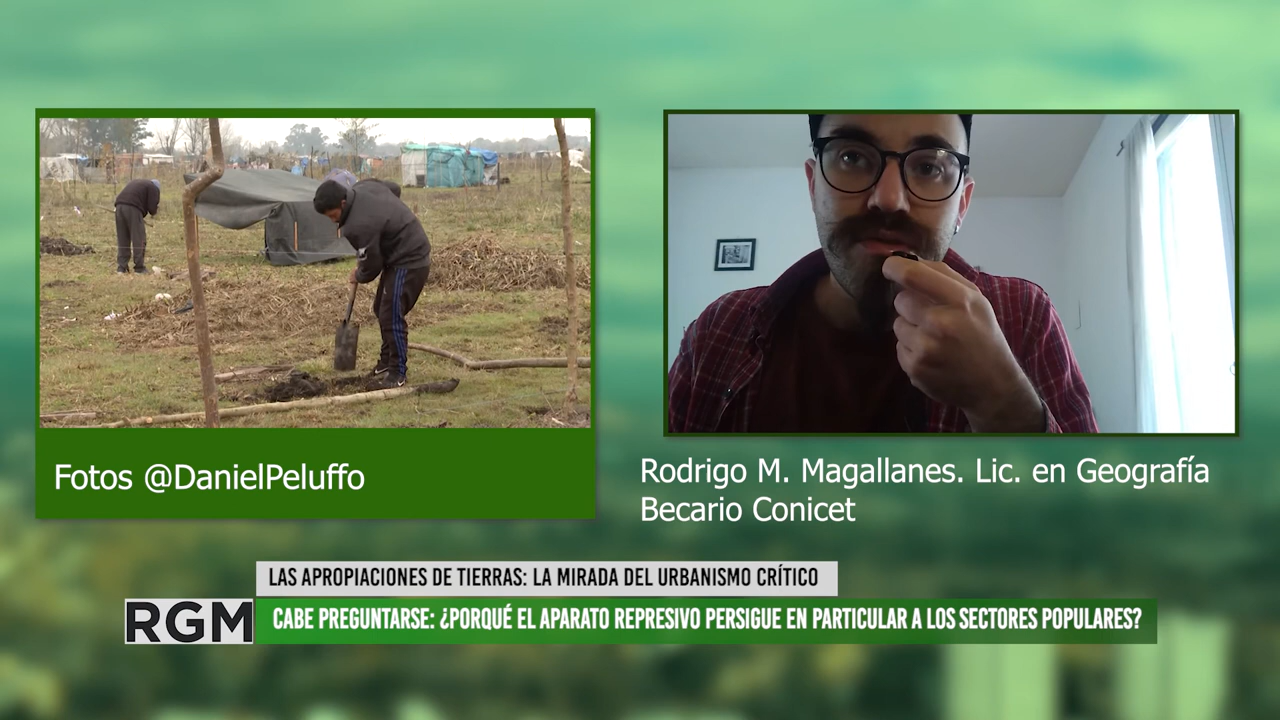 Fotos @DanielPeluffo
Rodrigo M. Magallanes. Lic. en Geografía
Becario Conicet
LAS APROPIACIONES DE TIERRAS: LA MIRADA DEL URBANISMO CRÍTICO
RGM
CABE PREGUNTARSE: ¿PORQUÉ EL APARATO REPRESIVO PERSIGUE EN PARTICULAR A LOS SECTORES POPULARES?